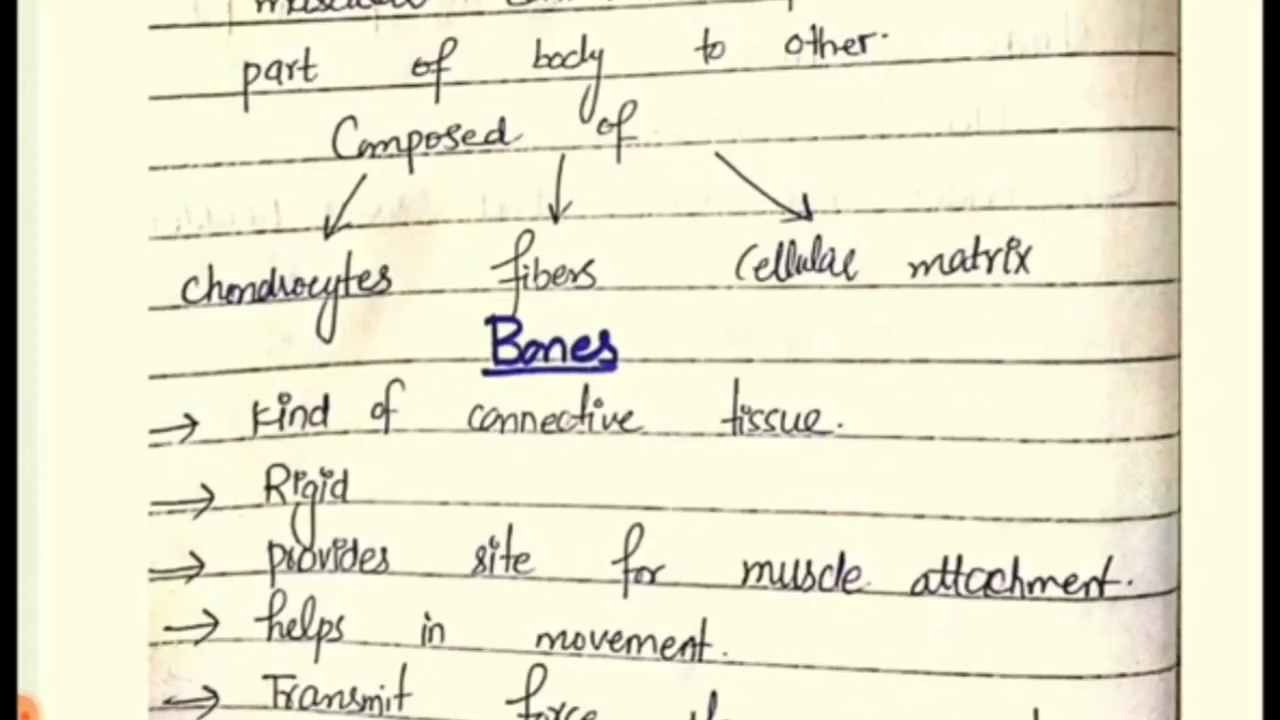 part of body to other.
Composed of
Chondrocytes fibers Cellular matrix
Bones
→ Kind of connective tissue.
⇒ Rigid
⇒ provides site for muscle attachment.
→ helps in movement.
→ Transmit force